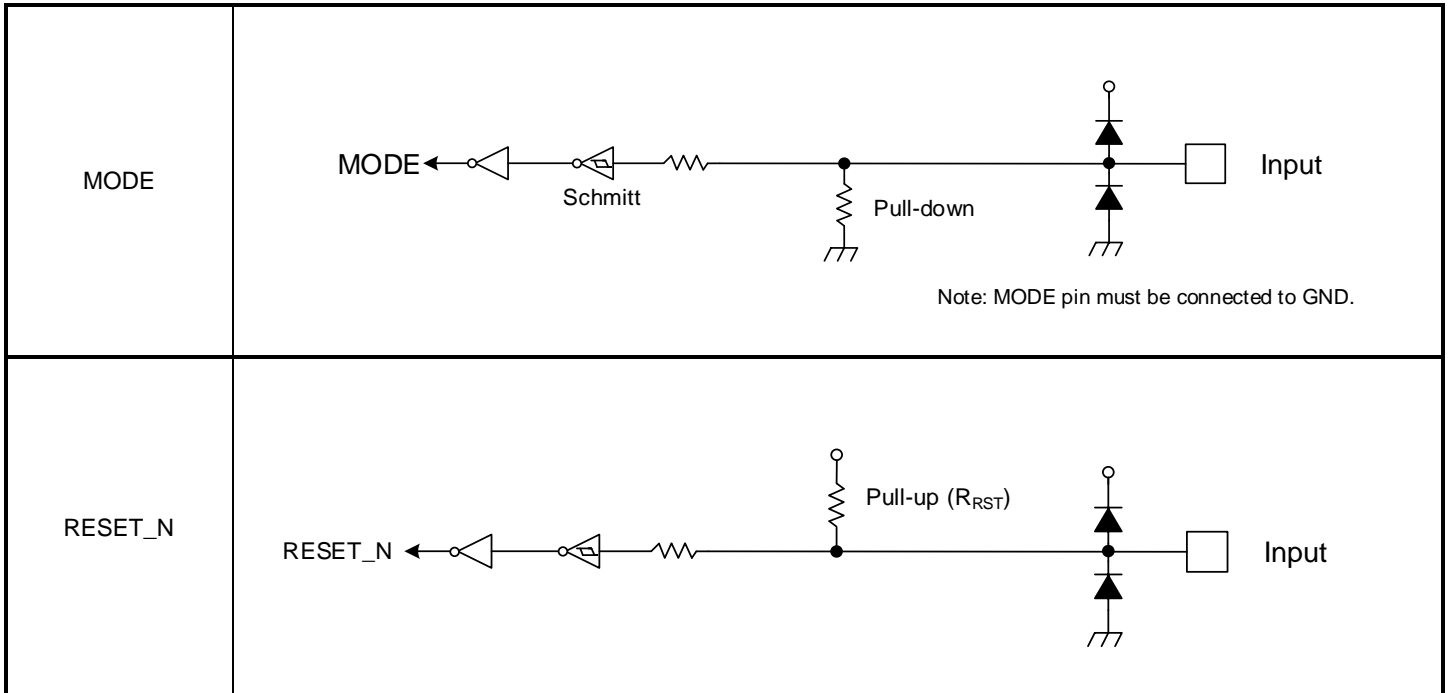 MODE
MODE
Schmitt
Pull-down
Input
Note: MODE pin must be connected to GND.
RESET_N
RESET_N
Pull-up (RRST)
Input